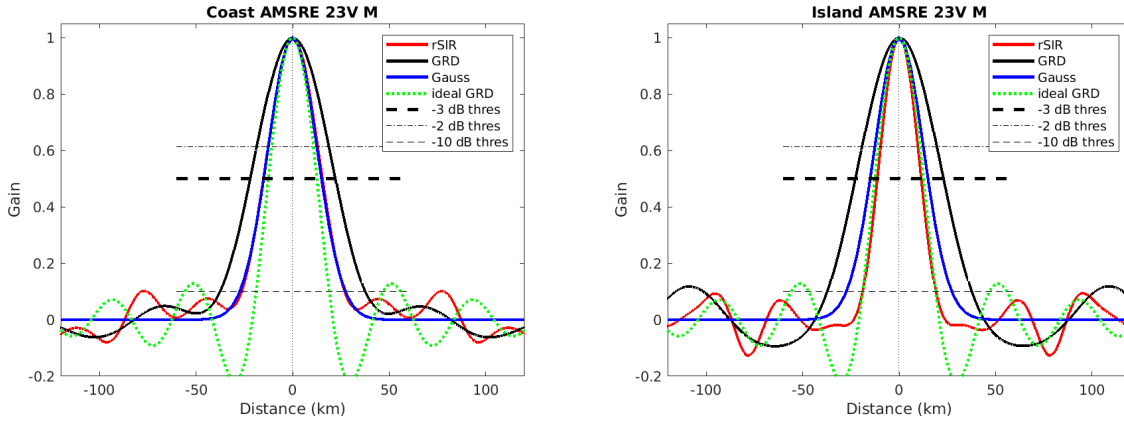 Coast AMSRE 23V M
1
0.8
0.6
0.4
0.2
0
-0.2
Gain
-100
-50
0
50
100
Distance (km)
rSIR
GRD
Gauss
ideal GRD
-3 dB thres
-2 dB thres
-10 dB thres
Island AMSRE 23V M
1
0.8
0.6
0.4
0.2
0
-0.2
Gain
-100
-50
0
50
100
Distance (km)
rSIR
GRD
Gauss
ideal GRD
-3 dB thres
-2 dB thres
-10 dB thres